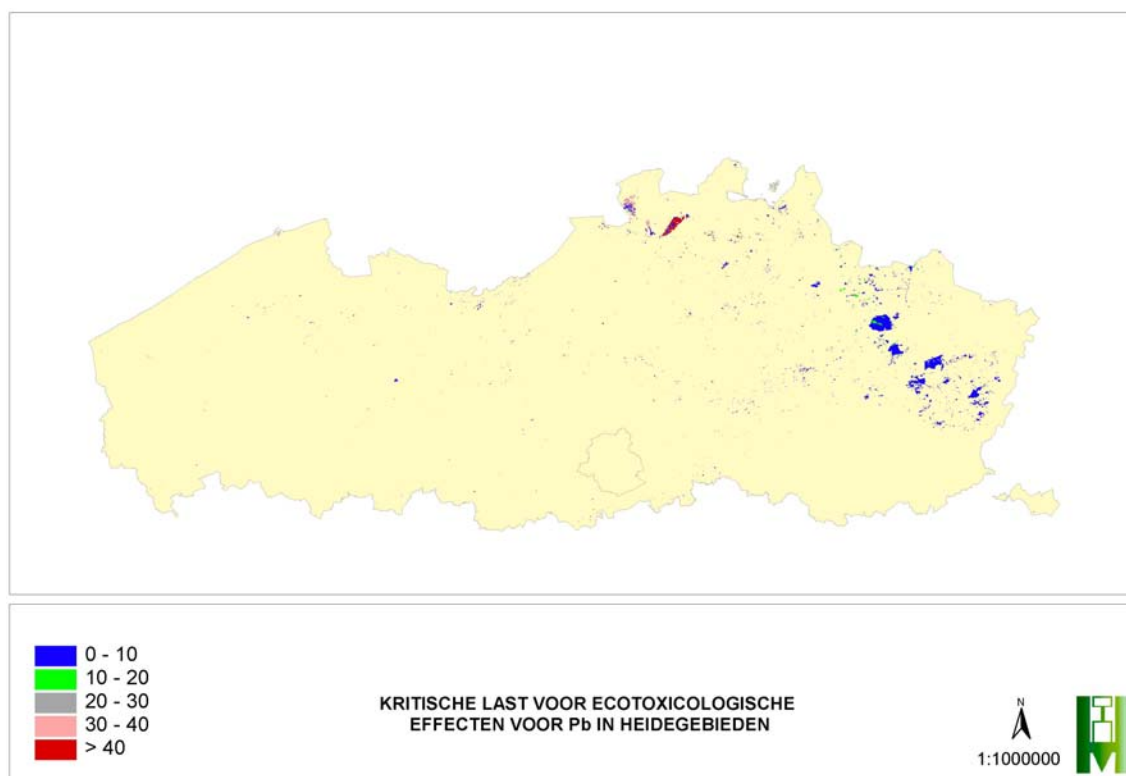 0 - 10
10 - 20
20 - 30
30 - 40
> 40
KRITISCHE LAST VOOR ECOTOXICOLOGISCHE
EFFECTEN VOOR Pb IN HEIDEGEBIEDEN
N
1:1000000